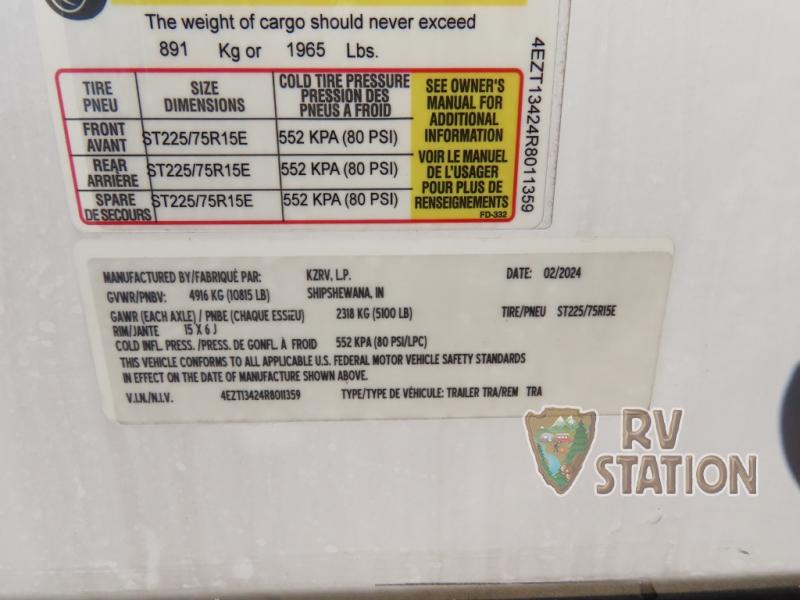 The weight of cargo should never exceed
891 Kg or 1965 Lbs.
TIRE PNEU SIZE DIMENSIONS COLD TIRE PRESSURE PRESSION DES PNEUS A FROID
FRONT AVANT ST225/75R15E 552 KPA (80 PSI)
REAR ARRIÈRE ST225/75R15E 552 KPA (80 PSI)
SPARE DE SECOURS ST225/75R15E 552 KPA (80 PSI)
SEE OWNER'S
MANUAL FOR
ADDITIONAL
INFORMATION
VOIR LE MANUEL
DE L'USAGER
POUR PLUS DE
RENSEIGNEMENTS
FD-332
4EZT13424R8011359
MANUFACTURED BY/FABRIQUÉ PAR: KZRV, L.P. DATE: 02/2024
GVWR/PNBV: 4916 KG (10815 LB) SHIPSHEWANA, IN
GAWR (EACH AXLE) / PNBE (CHAQUE ESSIEU) 2318 KG (5100 LB) TIRE/PNEU ST225/75R15E
RIM/JANTE 15 X 6 J
COLD INFL. PRESS. /PRESS. DE GONFL. À FROID 552 KPA (80 PSI/LPC)
THIS VEHICLE CONFORMS TO ALL APPLICABLE U.S. FEDERAL MOTOR VEHICLE SAFETY STANDARDS
IN EFFECT ON THE DATE OF MANUFACTURE SHOWN ABOVE.
V.I.N./N.I.V. 4EZT13424R8011359 TYPE/TYPE DE VÉHICULE: TRAILER TRA/REM TRA
RV
STATION